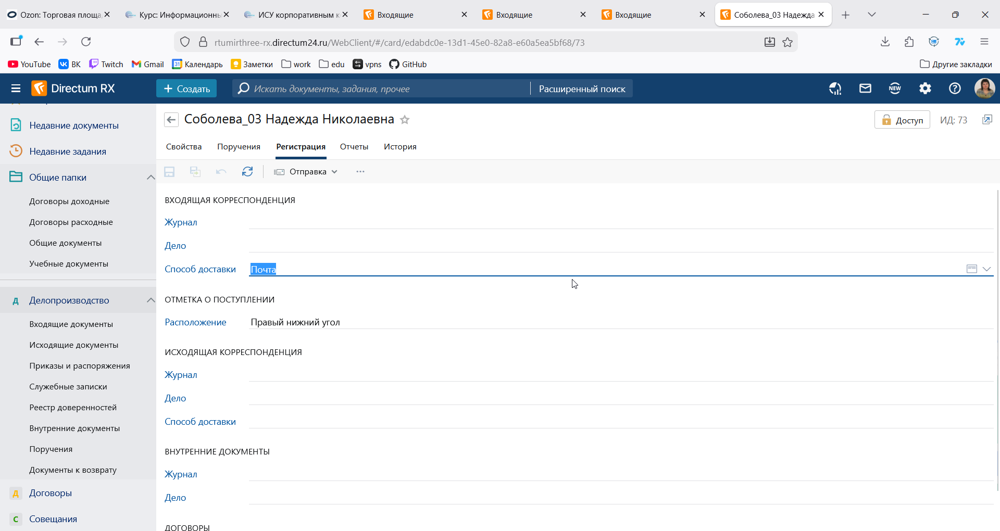 Ozon: Торговая площа
Курс: Информационны
ИСУ корпоративным к
Входящие
Входящие
Входящие
Соболева_03 Надежда
rtumirthree-rx.directum24.ru/WebClient/#/card/edabdc0e-13d1-45e0-82a8-e60a5ea5bf68/73
YouTube
ВК
Twitch
Gmail
31 Календарь
Заметки
work
edu
vpns
GitHub
Другие закладки
Directum RX
Создать
Искать документы, задания, прочее
Расширенный поиск
NEW
Недавние документы
Недавние задания
Общие папки
Договоры доходные
Договоры расходные
Общие документы
Учебные документы
Д Делопроизводство
Входящие документы
Исходящие документы
Приказы и распоряжения
Служебные записки
Реестр доверенностей
Внутренние документы
Поручения
Документы к возврату
Д Договоры
С Совещания
Соболева_03 Надежда Николаевна
Доступ
ИД: 73
Свойства
Поручения
Регистрация
Отчеты
История
Отправка
ВХОДЯЩАЯ КОРРЕСПОНДЕНЦИЯ
Журнал
Дело
Способ доставки Почта
ОТМЕТКА О ПОСТУПЛЕНИИ
Расположение Правый нижний угол
ИСХОДЯЩАЯ КОРРЕСПОНДЕНЦИЯ
Журнал
Дело
Способ доставки
ВНУТРЕННИЕ ДОКУМЕНТЫ
Журнал
Дело
ДОГОВОРЫ